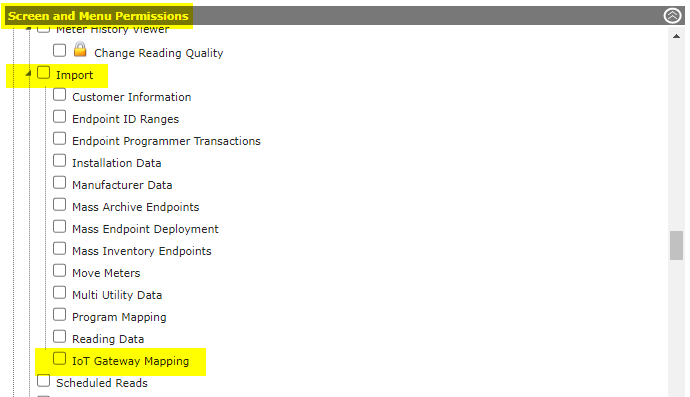 Screen and Menu Permissions
Meter History Viewer
Change Reading Quality
Import
Customer Information
Endpoint ID Ranges
Endpoint Programmer Transactions
Installation Data
Manufacturer Data
Mass Archive Endpoints
Mass Endpoint Deployment
Mass Inventory Endpoints
Move Meters
Multi Utility Data
Program Mapping
Reading Data
IoT Gateway Mapping
Scheduled Reads